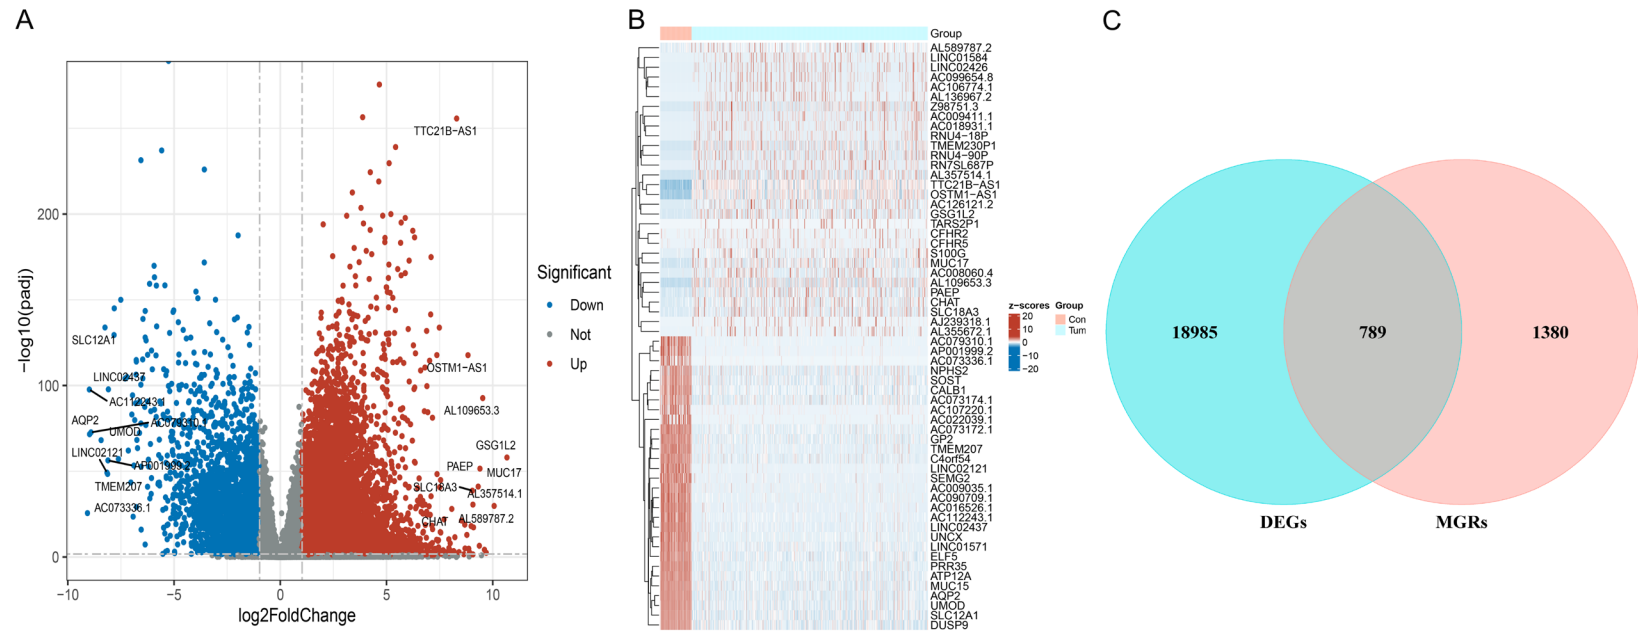 A
−log10(padj)
200
100
0
−10
−5
0
5
10
log2FoldChange
TTC21B−AS1
SLC12A1
LINC02437
AC112243.1
AQP2
UMOD
AC079310.1
LINC02121
AP001999.2
TMEM207
AC073336.1
OSTM1−AS1
AL109653.3
GSG1L2
PAEP
MUC17
SLC18A3
AL357514.1
CHAT
AL589787.2
Significant
Down
Not
Up
B
Group
AL589787.2
LINC01584
LINC02426
AC099654.8
AC106774.1
AL136967.2
Z98751.3
AC009411.1
AC018931.1
RNU4−18P
TMEM230P1
RNU4−90P
RN7SL687P
AL357514.1
TTC21B−AS1
OSTM1−AS1
AC126121.2
GSG1L2
TARS2P1
CFHR2
CFHR5
S100G
MUC17
AC008060.4
AL109653.3
PAEP
CHAT
SLC18A3
AJ239318.1
AL355672.1
AC079310.1
AP001999.2
AC073336.1
NPHS2
SOST
CALB1
AC073174.1
AC107220.1
AC022039.1
AC073172.1
GP2
TMEM207
C4orf54
LINC02121
SEMG2
AC009035.1
AC090709.1
AC016526.1
AC112243.1
LINC02437
UNCX
LINC01571
ELF5
PRR35
ATP12A
MUC15
AQP2
UMOD
SLC12A1
DUSP9
z−scores
20
10
0
−10
−20
Group
Con
Tum
C
18985
789
1380
DEGs
MGRs